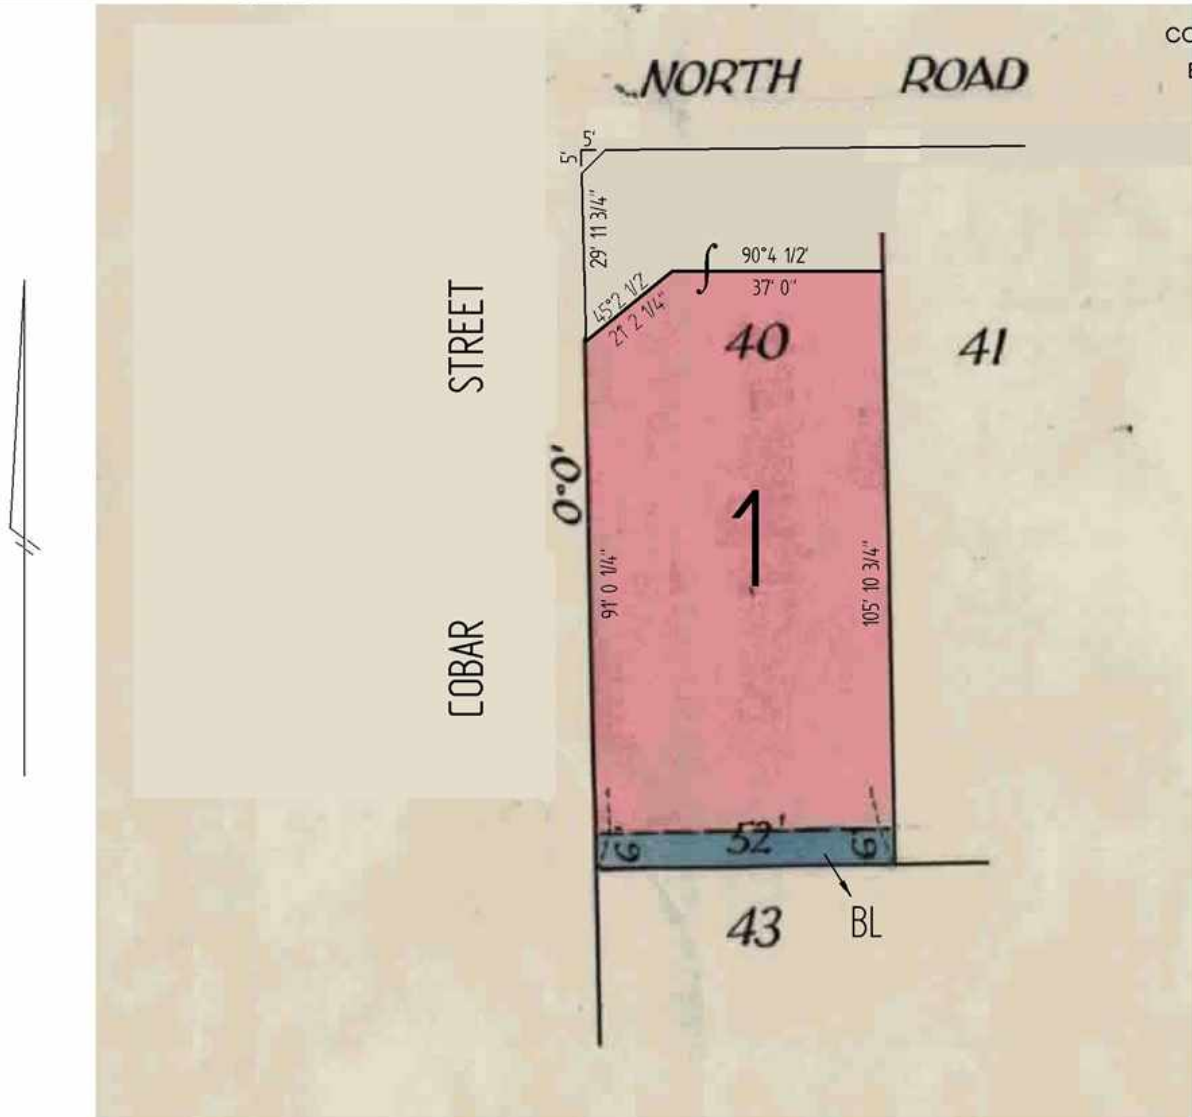 NORTH ROAD
5'
5'
29' 11 3/4"
90°4 1/2'
37' 0"
45°2 1/2'
21' 2 1/4"
40
41
STREET
0°0'
1
91' 0 1/4"
105' 10 3/4"
COBAR
52'
6'
6'
43
BL